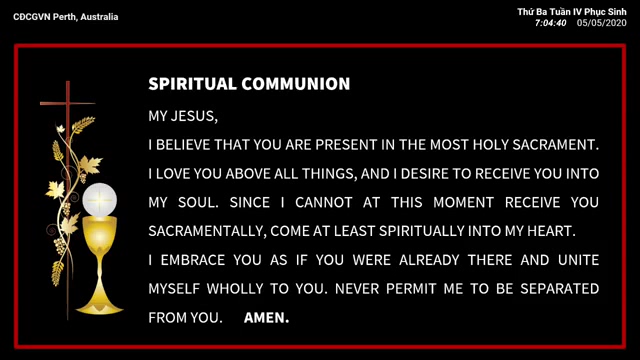 CĐCGVN Perth, Australia
Thứ Ba Tuần IV Phục Sinh
7:04:40 05/05/2020
SPIRITUAL COMMUNION
MY JESUS,
I BELIEVE THAT YOU ARE PRESENT IN THE MOST HOLY SACRAMENT.
I LOVE YOU ABOVE ALL THINGS, AND I DESIRE TO RECEIVE YOU INTO
MY SOUL. SINCE I CANNOT AT THIS MOMENT RECEIVE YOU
SACRAMENTALLY, COME AT LEAST SPIRITUALLY INTO MY HEART.
I EMBRACE YOU AS IF YOU WERE ALREADY THERE AND UNITE
MYSELF WHOLLY TO YOU. NEVER PERMIT ME TO BE SEPARATED
FROM YOU. AMEN.